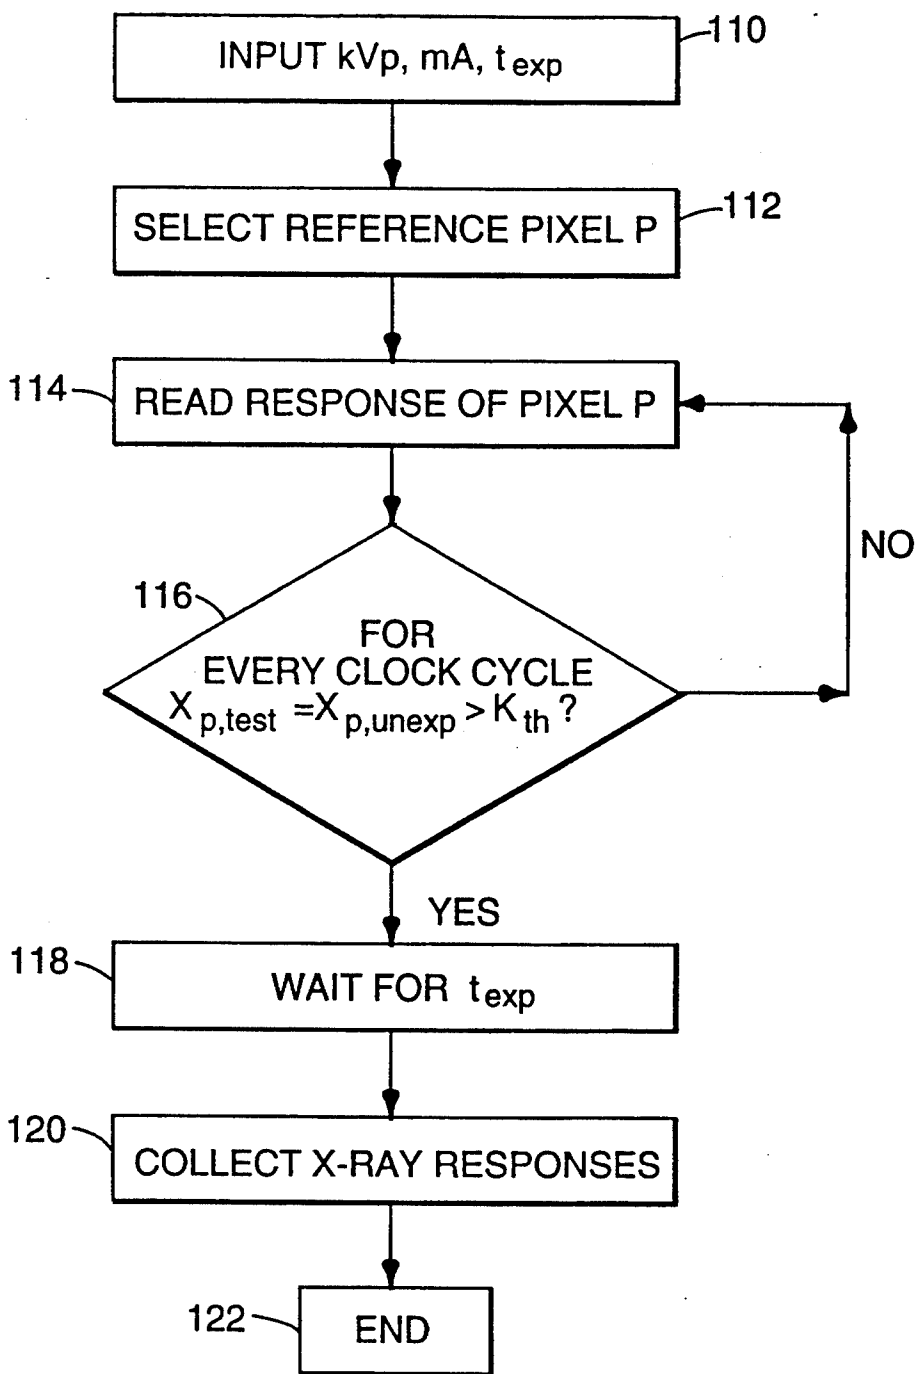 INPUT kVp, mA, t exp
110
SELECT REFERENCE PIXEL P
112
114
READ RESPONSE OF PIXEL P
NO
116
FOR
EVERY CLOCK CYCLE
X p,test =X p,unexp > K th ?
YES
118
WAIT FOR t exp
120
COLLECT X-RAY RESPONSES
122
END